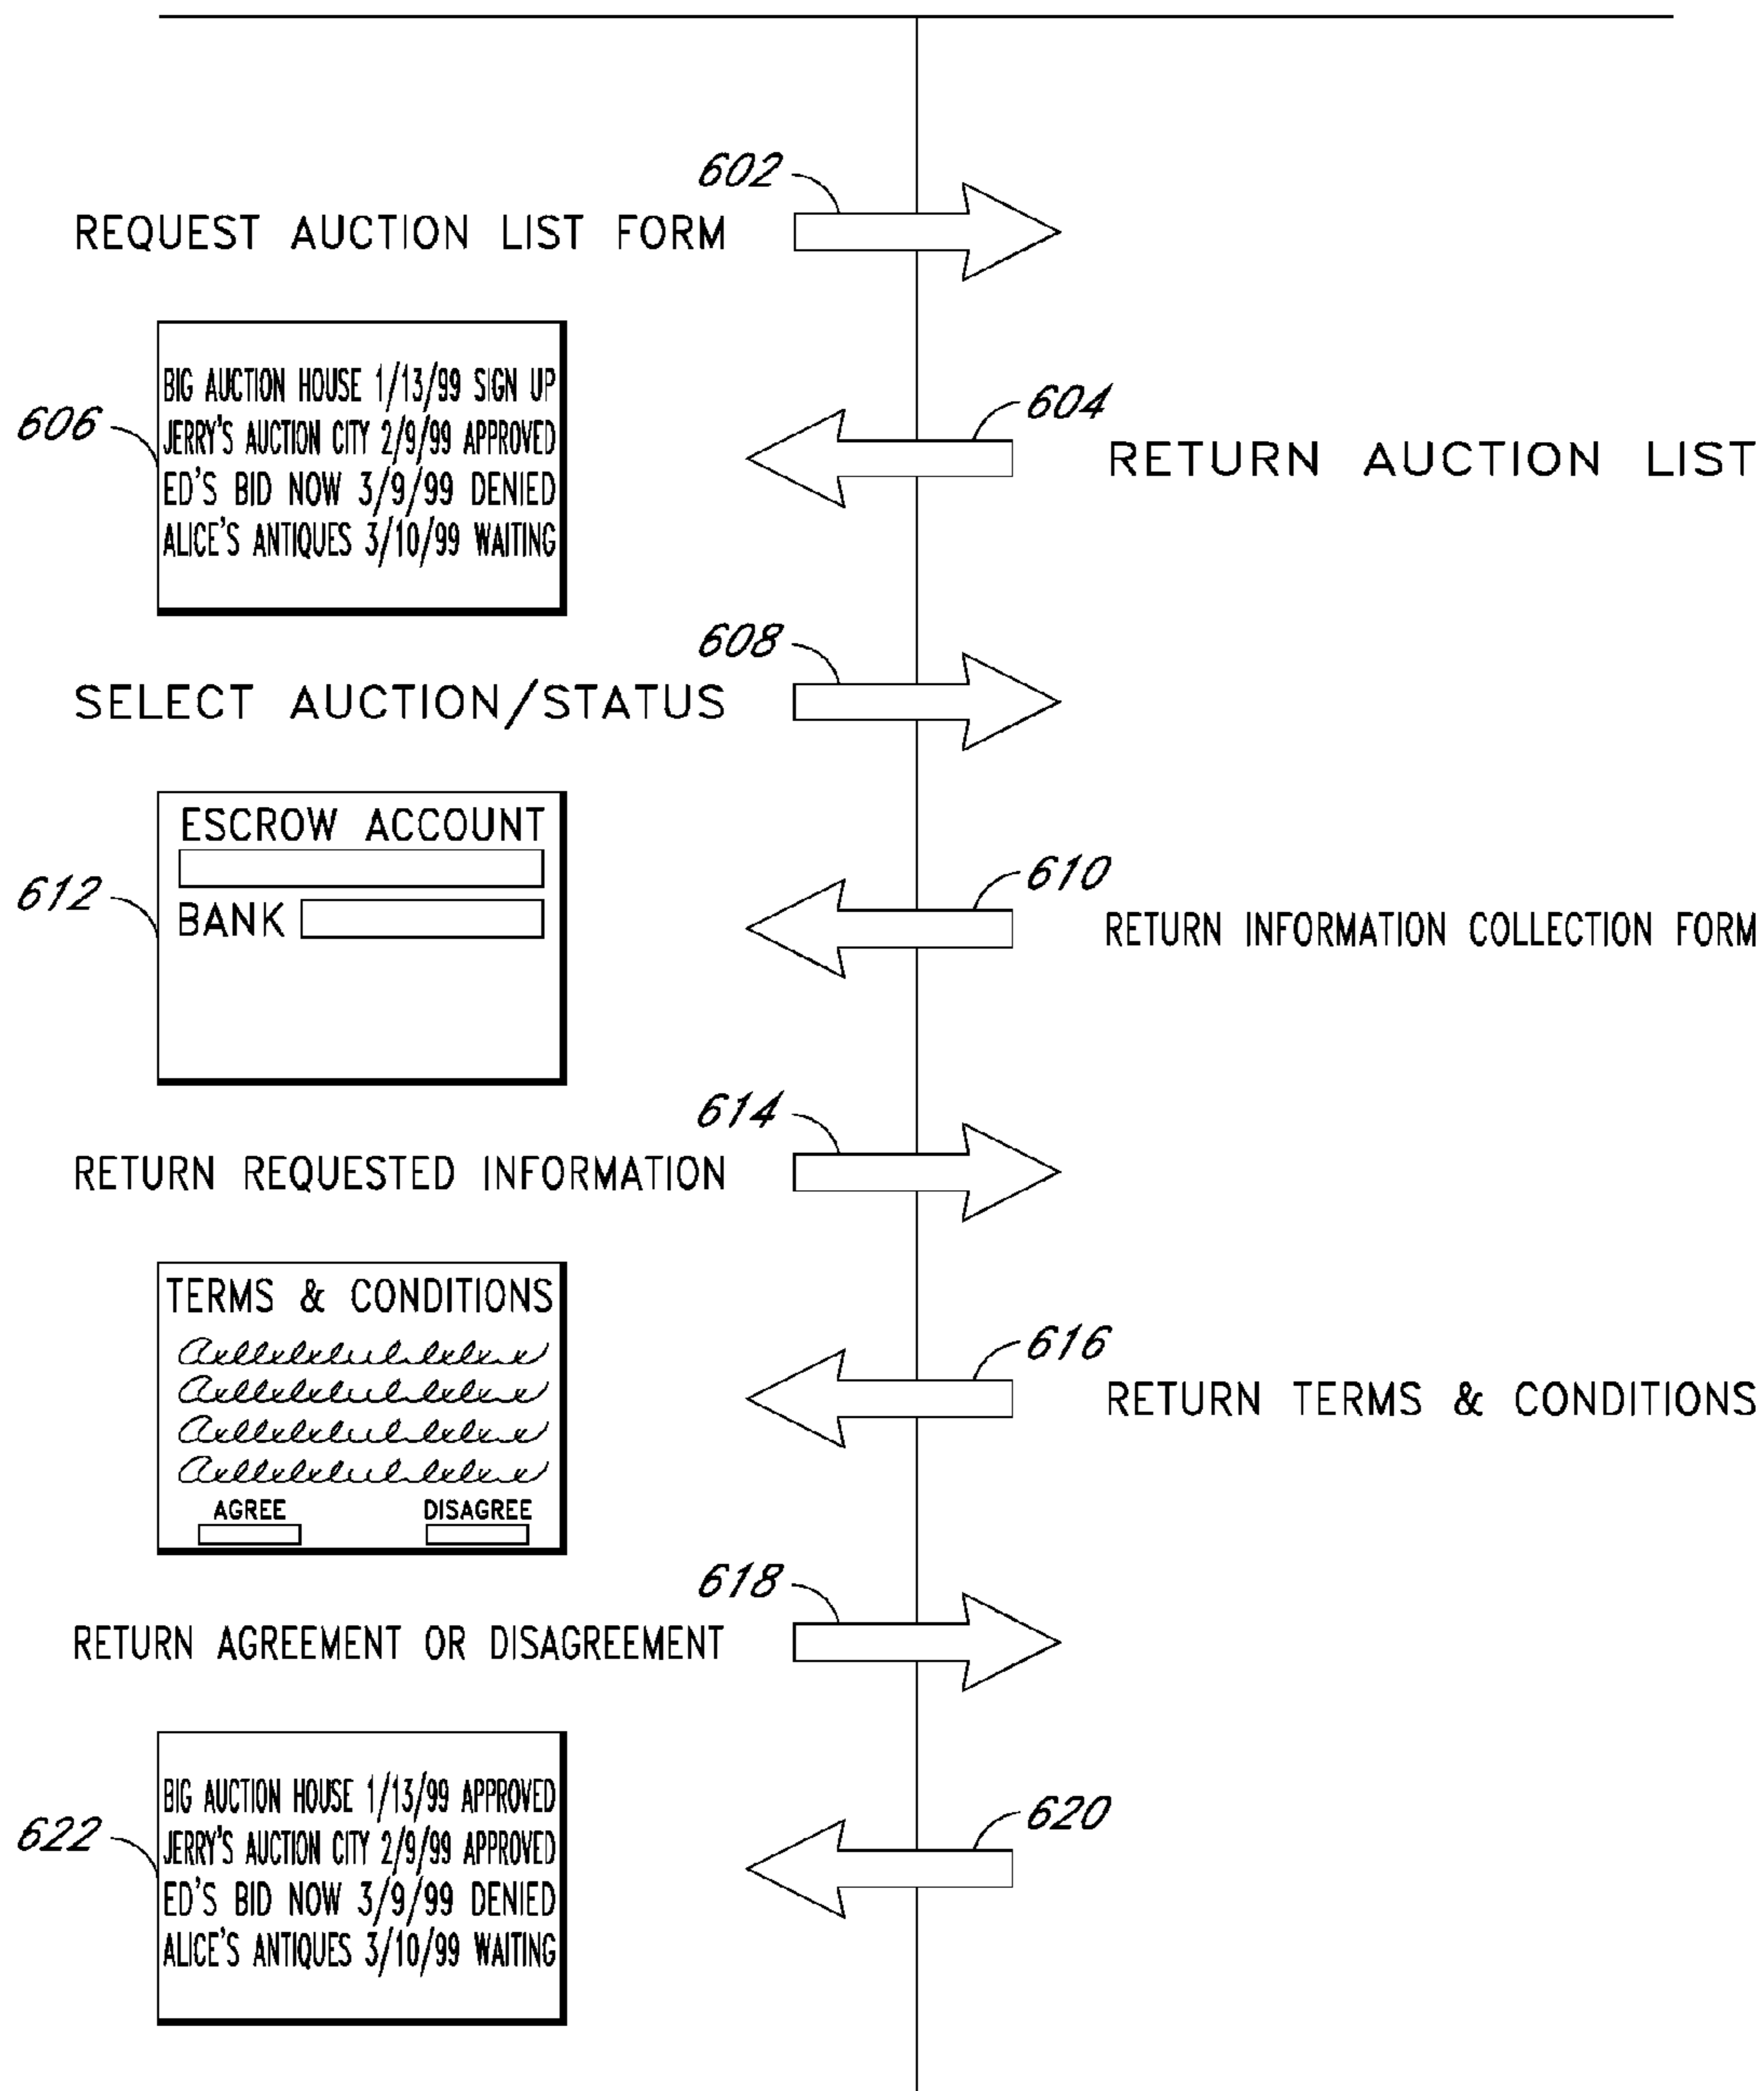 602
REQUEST AUCTION LIST FORM
BIG AUCTION HOUSE 1/13/99 SIGN UP
JERRY'S AUCTION CITY 2/9/99 APPROVED
ED'S BID NOW 3/9/99 DENIED
ALICE'S ANTIQUES 3/10/99 WAITING
606
604
RETURN AUCTION LIST
608
SELECT AUCTION/STATUS
ESCROW ACCOUNT
BANK
612
610
RETURN INFORMATION COLLECTION FORM
614
RETURN REQUESTED INFORMATION
TERMS & CONDITIONS
AGREE DISAGREE
616
RETURN TERMS & CONDITIONS
618
RETURN AGREEMENT OR DISAGREEMENT
BIG AUCTION HOUSE 1/13/99 APPROVED
JERRY'S AUCTION CITY 2/9/99 APPROVED
ED'S BID NOW 3/9/99 DENIED
ALICE'S ANTIQUES 3/10/99 WAITING
622
620